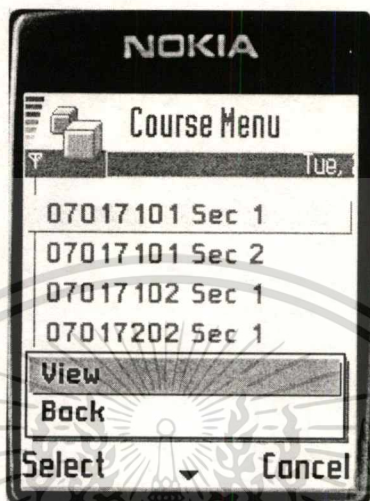 NOKIA
Course Menu
Tue,
07017101 Sec 1
07017101 Sec 2
07017102 Sec 1
07017202 Sec 1
View
Back
Select Cancel